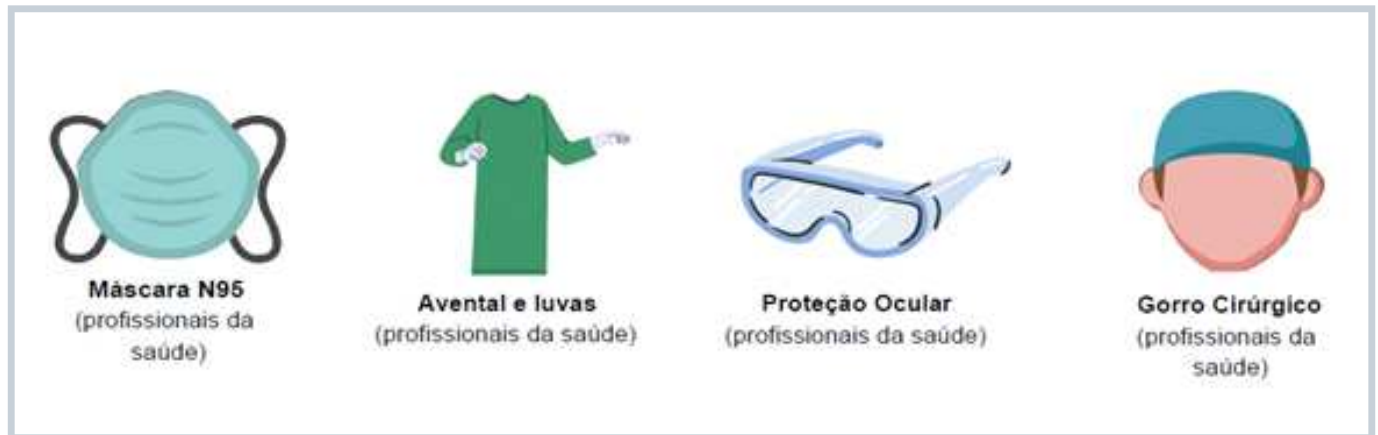 Máscara N95
(profissionais da
saúde)
Avental e luvas
(profissionais da saúde)
Proteção Ocular
(profissionais da saúde)
Gorro Cirúrgico
(profissionais da
saúde)